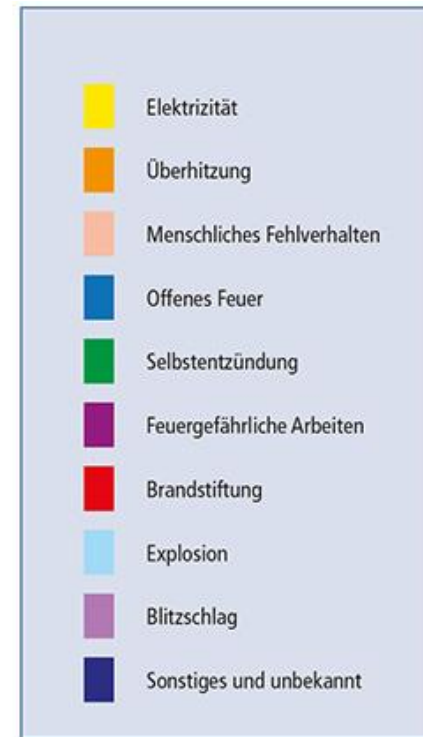 Elektrizität
Überhitzung
Menschliches Fehlverhalten
Offenes Feuer
Selbstentzündung
Feuergefährliche Arbeiten
Brandstiftung
Explosion
Blitzschlag
Sonstiges und unbekannt